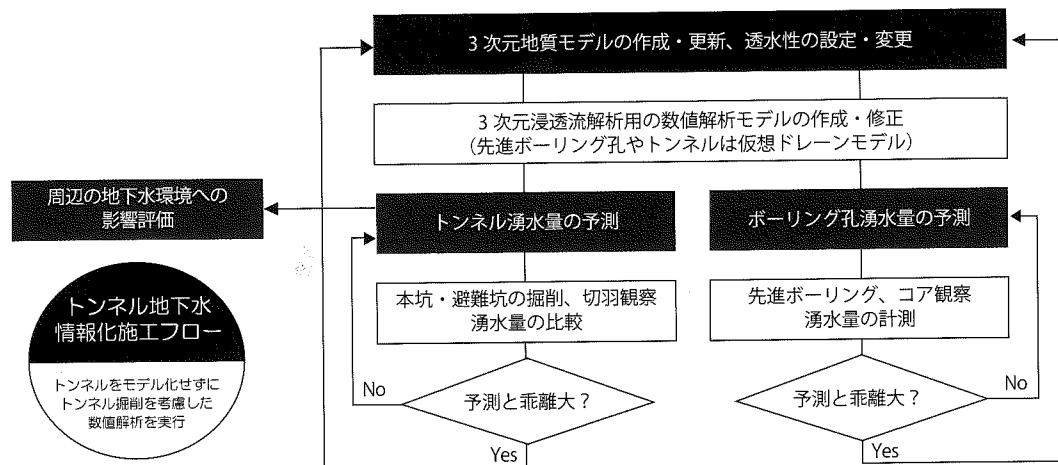 3次元地質モデルの作成・更新、透水性の設定・変更
3次元浸透流解析用の数値解析モデルの作成・修正
(先進ボーリング孔やトンネルは仮想ドレーンモデル)
周辺の地下水環境への
影響評価
トンネル湧水量の予測
ボーリング孔湧水量の予測
トンネル地下水
情報化施工フロー
トンネルをモデル化せずに
トンネル掘削を考慮した
数値解析を実行
本坑・避難坑の掘削、切羽観察
湧水量の比較
先進ボーリング、コア観察
湧水量の計測
No
予測と乖離大?
Yes
予測と乖離大?
No
Yes